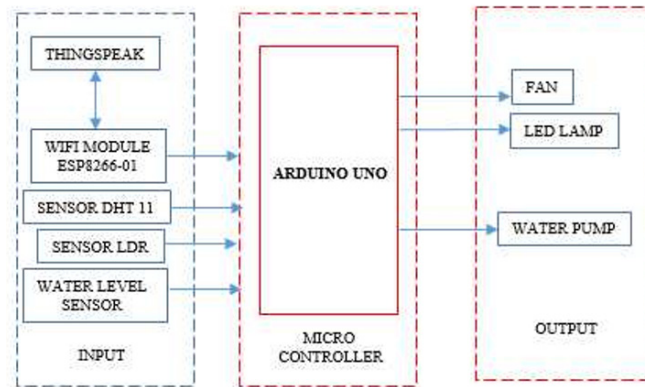 THINGSPEAK
WIFI MODULE
ESP8266-01
SENSOR DHT 11
SENSOR LDR
WATER LEVEL
SENSOR
INPUT
ARDUINO UNO
MICRO
CONTROLLER
FAN
LED LAMP
WATER PUMP
OUTPUT